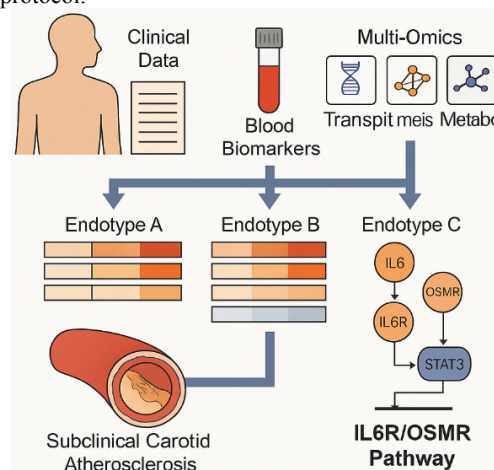 protocol.
Clinical
Data
Blood
Biomarkers
Multi-Omics
Transpit meis Metabo
Endotype A
Endotype B
Endotype C
IL6
IL6R
OSMR
STAT3
Subclinical Carotid
Atherosclerosis
IL6R/OSMR
Pathway